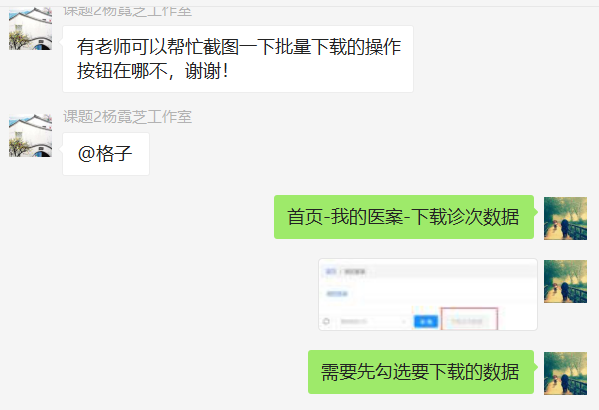 课题2杨霓芝工作室
有老师可以帮忙截图一下批量下载的操作
按钮在哪不，谢谢！
课题2杨霓芝工作室
@格子
首页-我的医案-下载诊次数据
需要先勾选要下载的数据